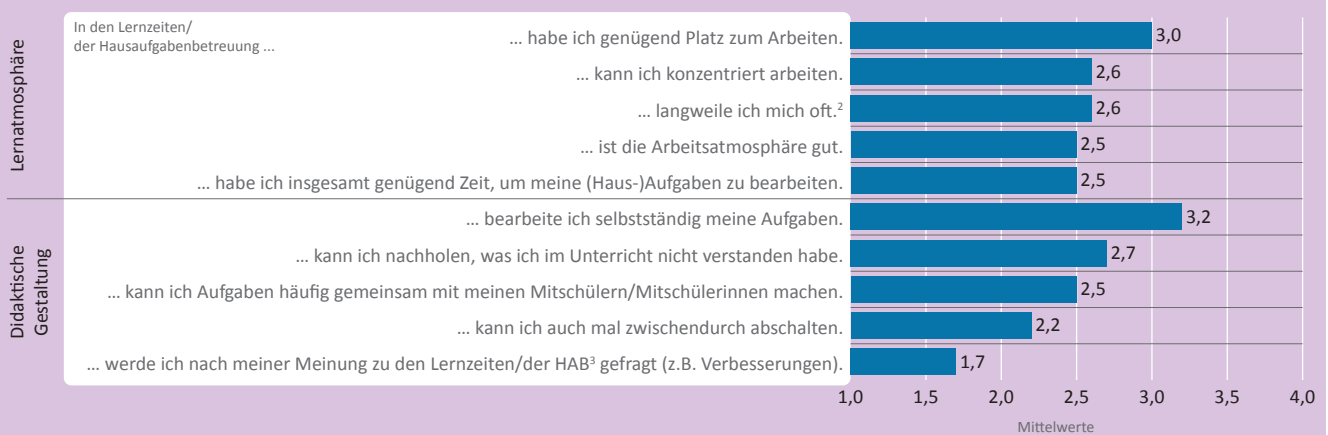 Lernatmosphäre
In den Lernzeiten/
der Hausaufgabenbetreuung ...
... habe ich genügend Platz zum Arbeiten. 3,0
... kann ich konzentriert arbeiten. 2,6
... langweile ich mich oft.² 2,6
... ist die Arbeitsatmosphäre gut. 2,5
... habe ich insgesamt genügend Zeit, um meine (Haus-)Aufgaben zu bearbeiten. 2,5
Didaktische
Gestaltung
... bearbeite ich selbstständig meine Aufgaben. 3,2
... kann ich nachholen, was ich im Unterricht nicht verstanden habe. 2,7
... kann ich Aufgaben häufig gemeinsam mit meinen Mitschülern/Mitschülerinnen machen. 2,5
... kann ich auch mal zwischendurch abschalten. 2,2
... werde ich nach meiner Meinung zu den Lernzeiten/der HAB³ gefragt (z.B. Verbesserungen). 1,7
1,0 1,5 2,0 2,5 3,0 3,5 4,0
Mittelwerte